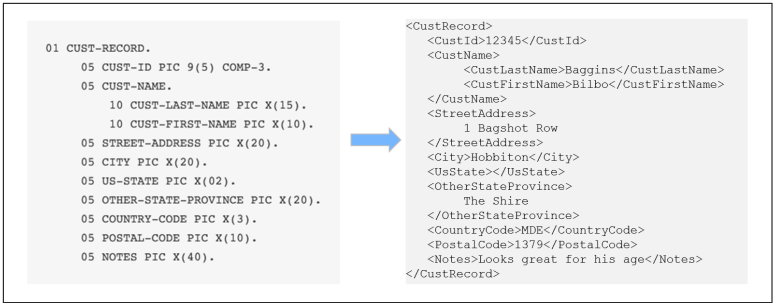 01 CUST-RECORD.
05 CUST-ID PIC 9(5) COMP-3.
05 CUST-NAME.
10 CUST-LAST-NAME PIC X(15).
10 CUST-FIRST-NAME PIC X(10).
05 STREET-ADDRESS PIC X(20).
05 CITY PIC X(20).
05 US-STATE PIC X(02).
05 OTHER-STATE-PROVINCE PIC X(20).
05 COUNTRY-CODE PIC X(3).
05 POSTAL-CODE PIC X(10).
05 NOTES PIC X(40).
<CustRecord>
<CustId>12345</CustId>
<CustName>
<CustLastName>Baggins</CustLastName>
<CustFirstName>Bilbo</CustFirstName>
</CustName>
<StreetAddress>
1 Bagshot Row
</StreetAddress>
<City>Hobbiton</City>
<UsState></UsState>
<OtherStateProvince>
The Shire
</OtherStateProvince>
<CountryCode>MDE</CountryCode>
<PostalCode>1379</PostalCode>
<Notes>Looks great for his age</Notes>
</CustRecord>